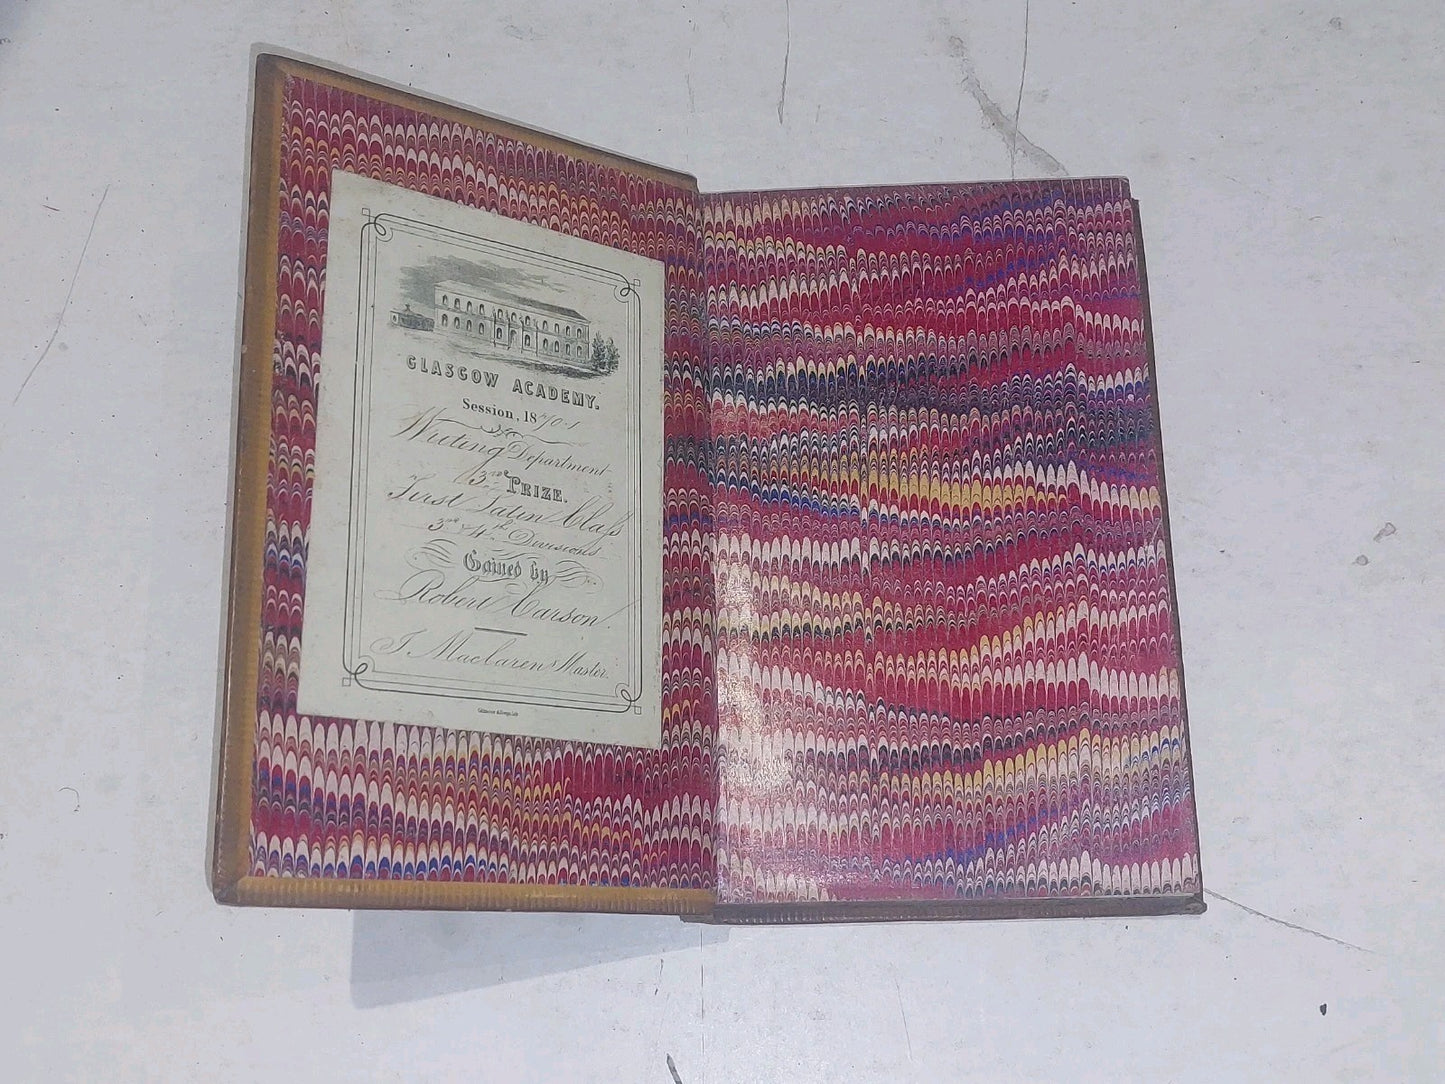 GLASGOW ACADEMY.
Session, 1870-1
Writing Department
3rd PRIZE.
First Latin Claſs
3rd & 4th Divisions
Gained by
Robert Carson.
J. Maclaren Master.